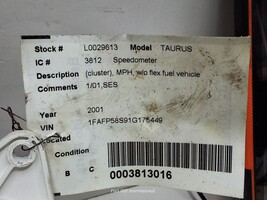 Stock # L0029613 Model TAURUS
IC # 3812 Speedometer
Description (cluster), MPH, w/o flex fuel vehicle
Comments 1/01,SES
Year 2001
VIN 1FAFP58S91G175449
Located
Condition
B C 0003813016